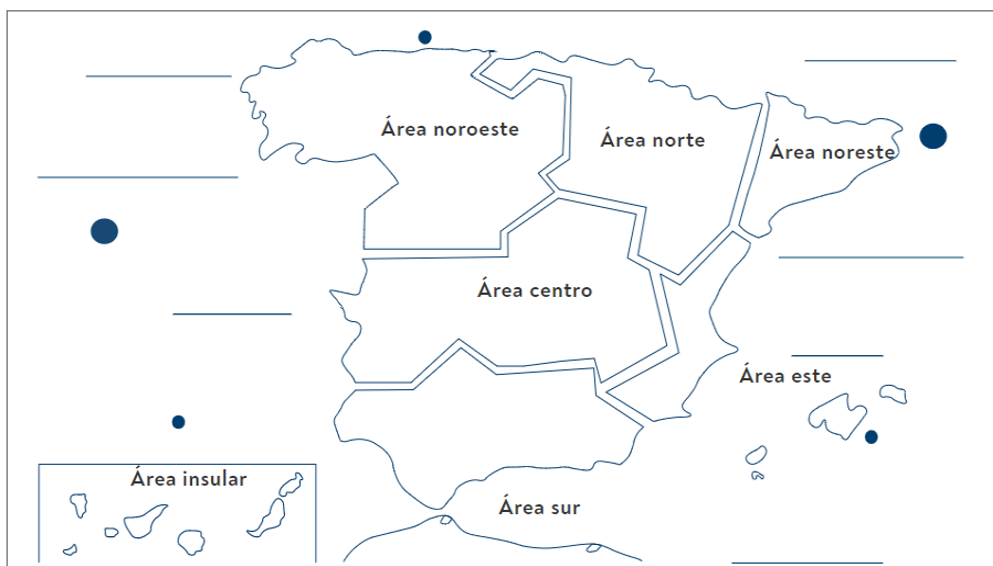 Área noroeste
Área norte
Área noreste
Área centro
Área este
Área insular
Área sur